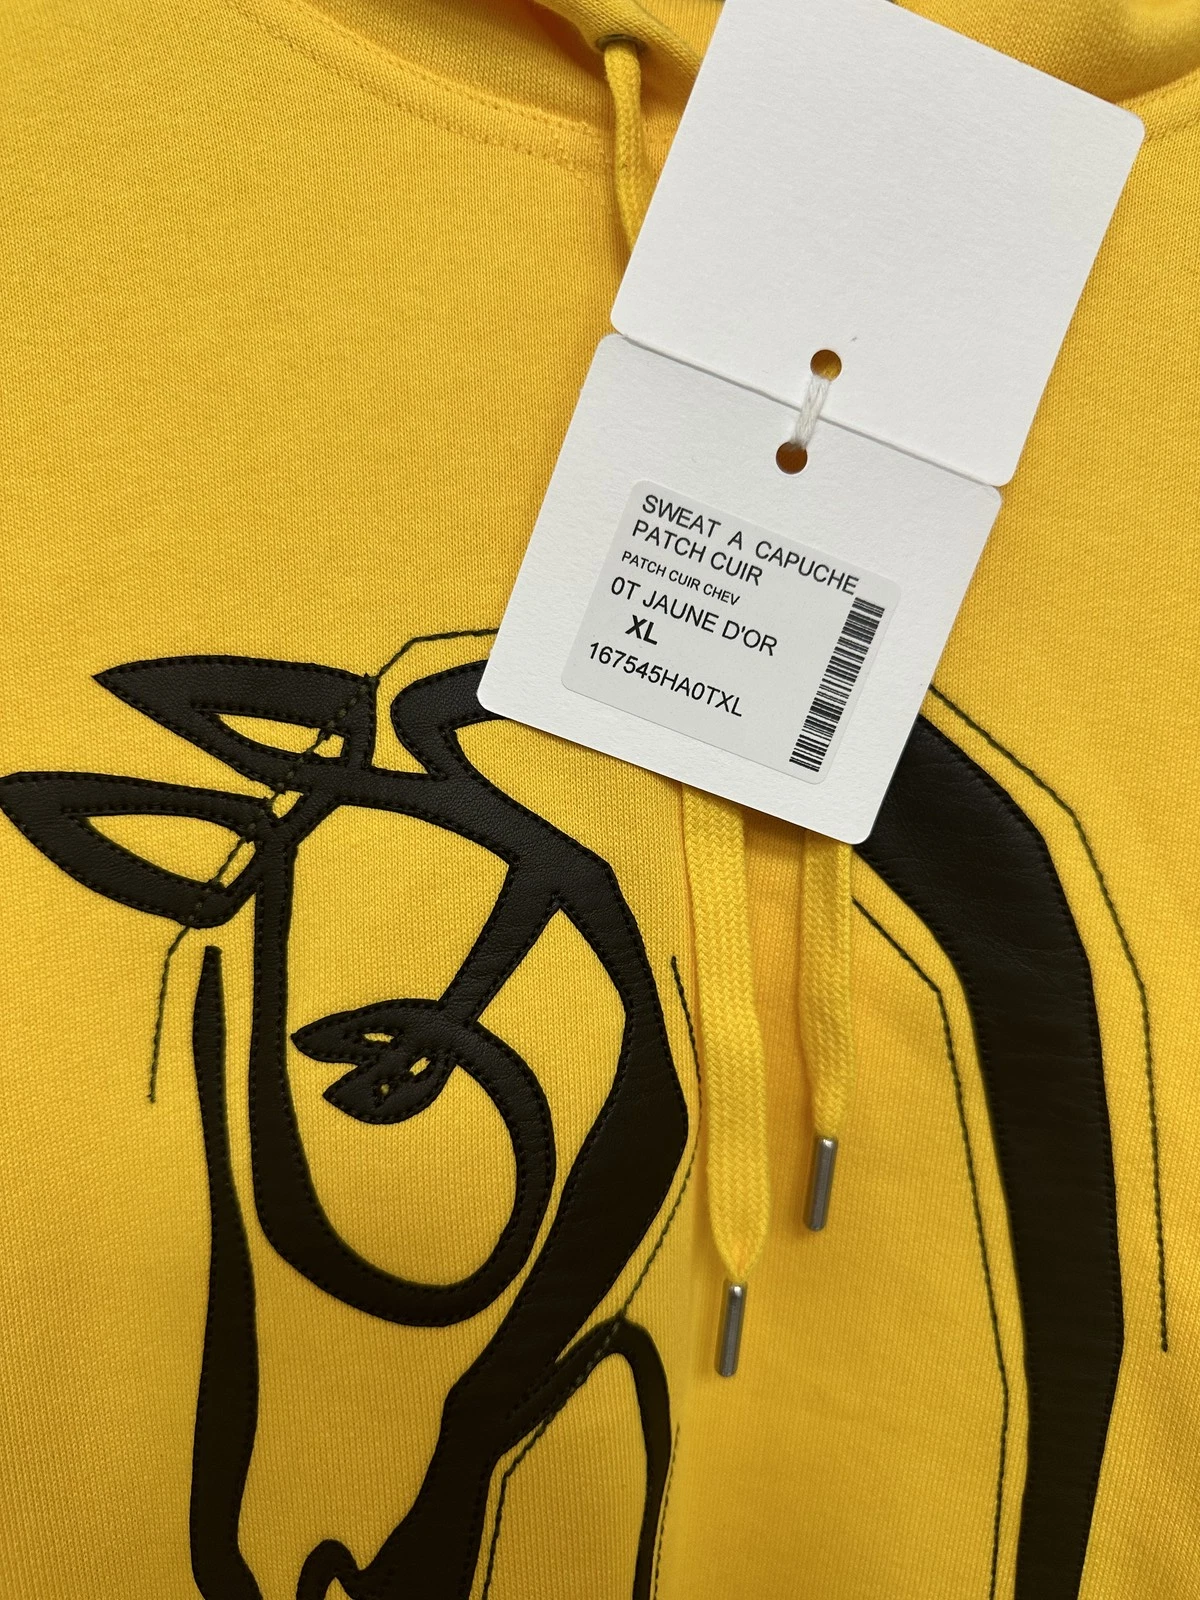 SWEAT A CAPUCHE
PATCH CUIR
PATCH CUIR CHEV
0T JAUNE D'OR
XL
167545HA0TXL